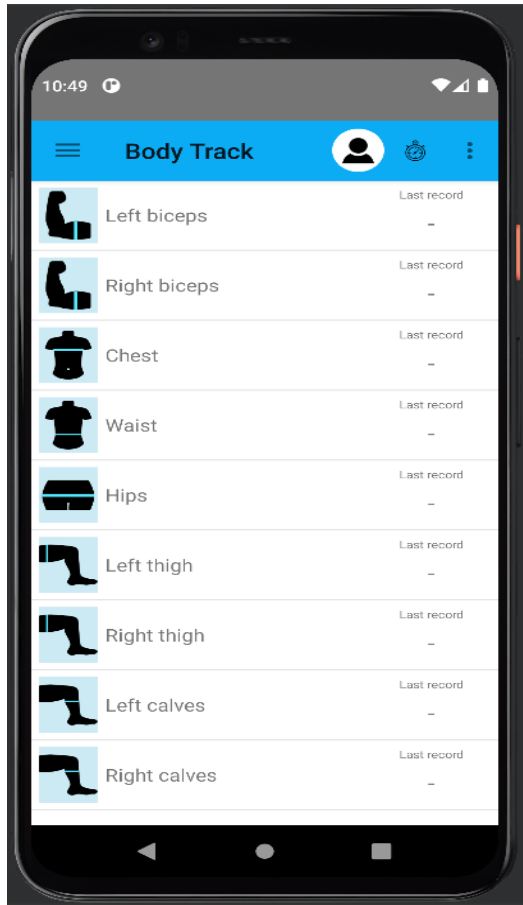 10:49
Body Track
Last record
Left biceps
-
Last record
Right biceps
-
Last record
Chest
-
Last record
Waist
-
Last record
Hips
-
Last record
Left thigh
-
Last record
Right thigh
-
Last record
Left calves
-
Last record
Right calves
-